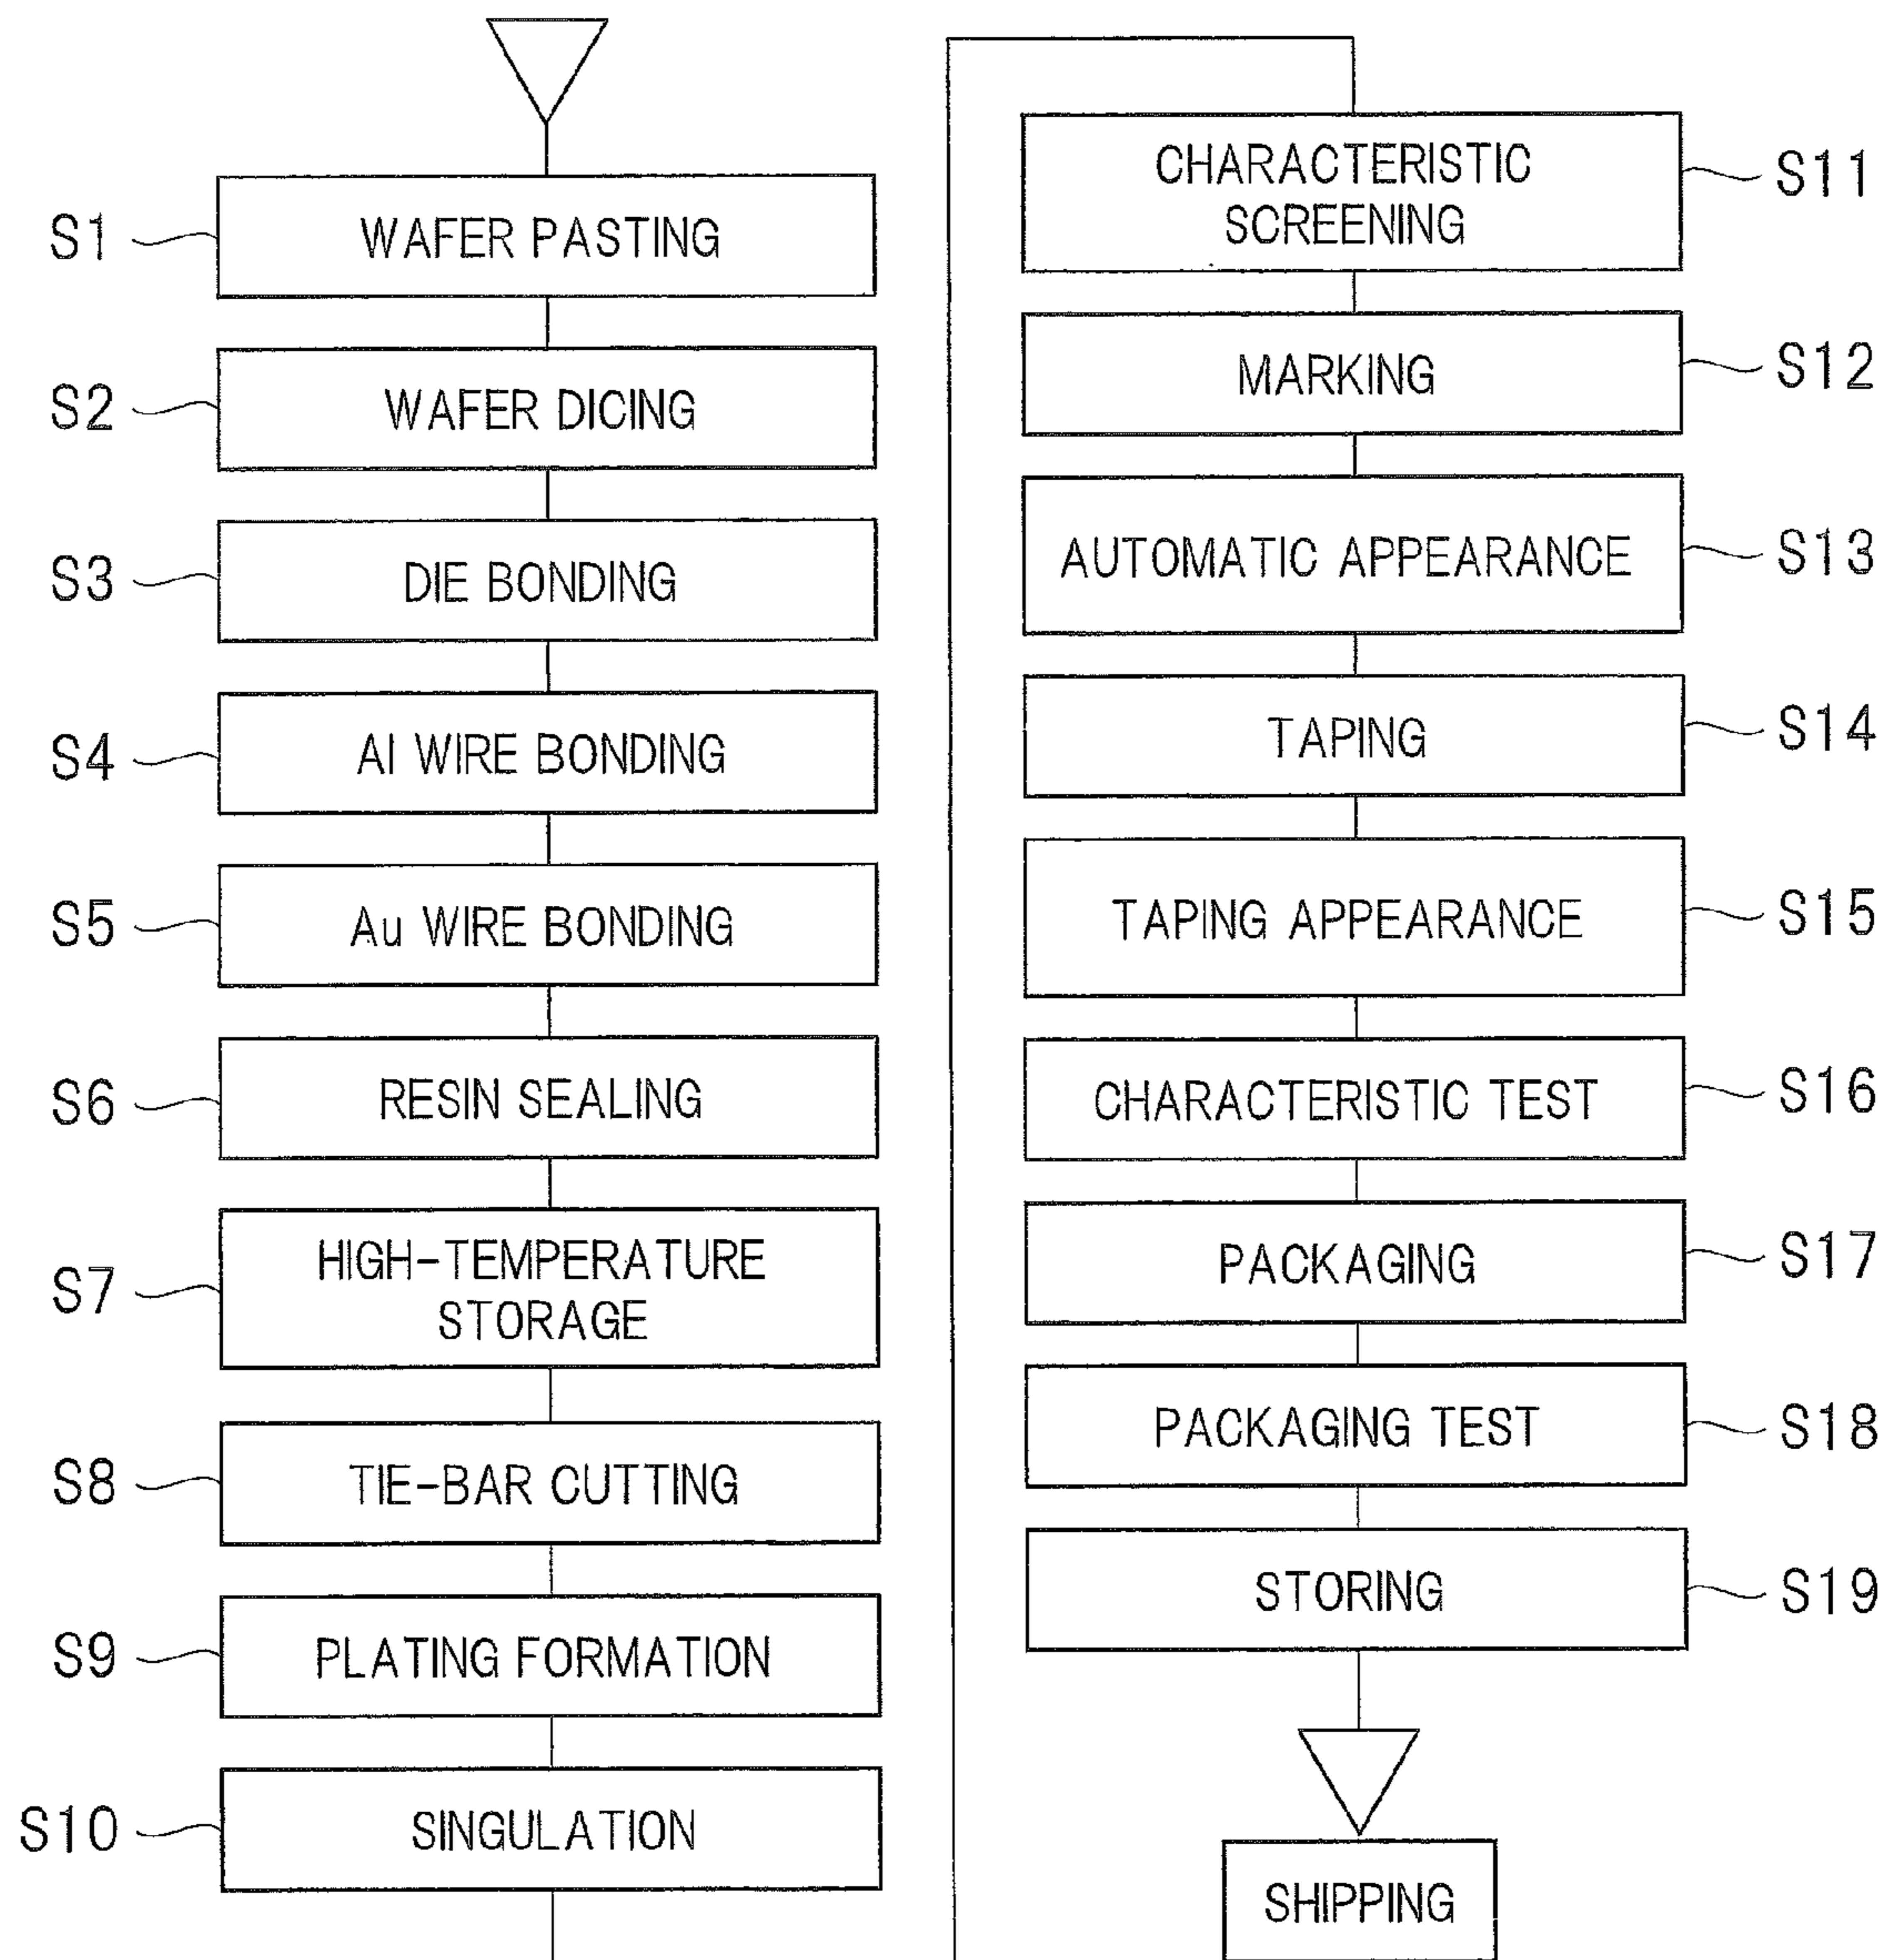 S1 WAFER PASTING
S2 WAFER DICING
S3 DIE BONDING
S4 Al WIRE BONDING
S5 Au WIRE BONDING
S6 RESIN SEALING
S7 HIGH-TEMPERATURE
STORAGE
S8 TIE-BAR CUTTING
S9 PLATING FORMATION
S10 SINGULATION
CHARACTERISTIC
SCREENING S11
MARKING S12
AUTOMATIC APPEARANCE S13
TAPING S14
TAPING APPEARANCE S15
CHARACTERISTIC TEST S16
PACKAGING S17
PACKAGING TEST S18
STORING S19
SHIPPING